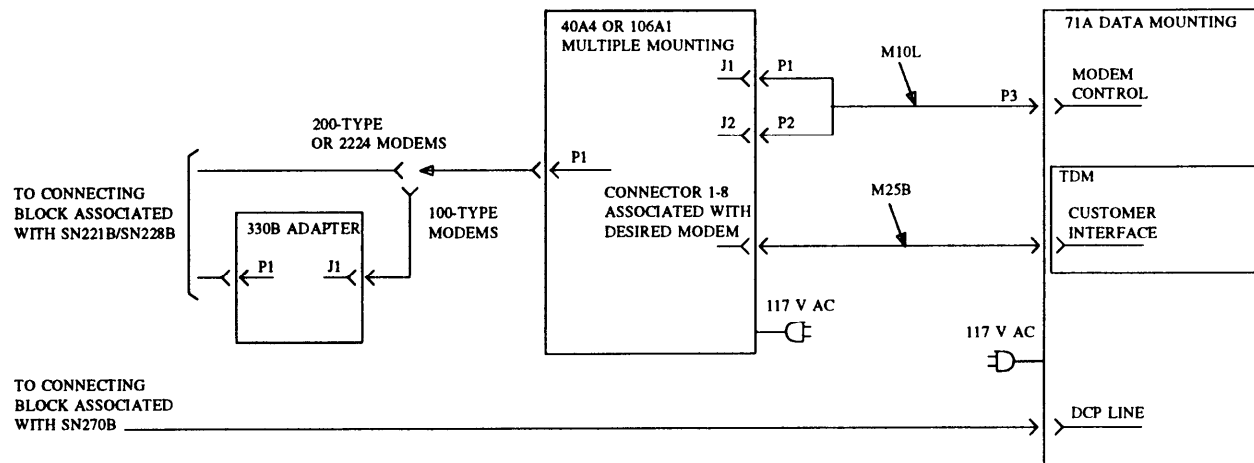 40A4 OR 106A1
MULTIPLE MOUNTING
71A DATA MOUNTING
J1
P1
M10L
P3
MODEM
CONTROL
J2
P2
200-TYPE
OR 2224 MODEMS
P1
TO CONNECTING
BLOCK ASSOCIATED
WITH SN221B/SN228B
100-TYPE
MODEMS
330B ADAPTER
P1
J1
CONNECTOR 1-8
ASSOCIATED WITH
DESIRED MODEM
M25B
TDM
CUSTOMER
INTERFACE
117 V AC
117 V AC
TO CONNECTING
BLOCK ASSOCIATED
WITH SN270B
DCP LINE